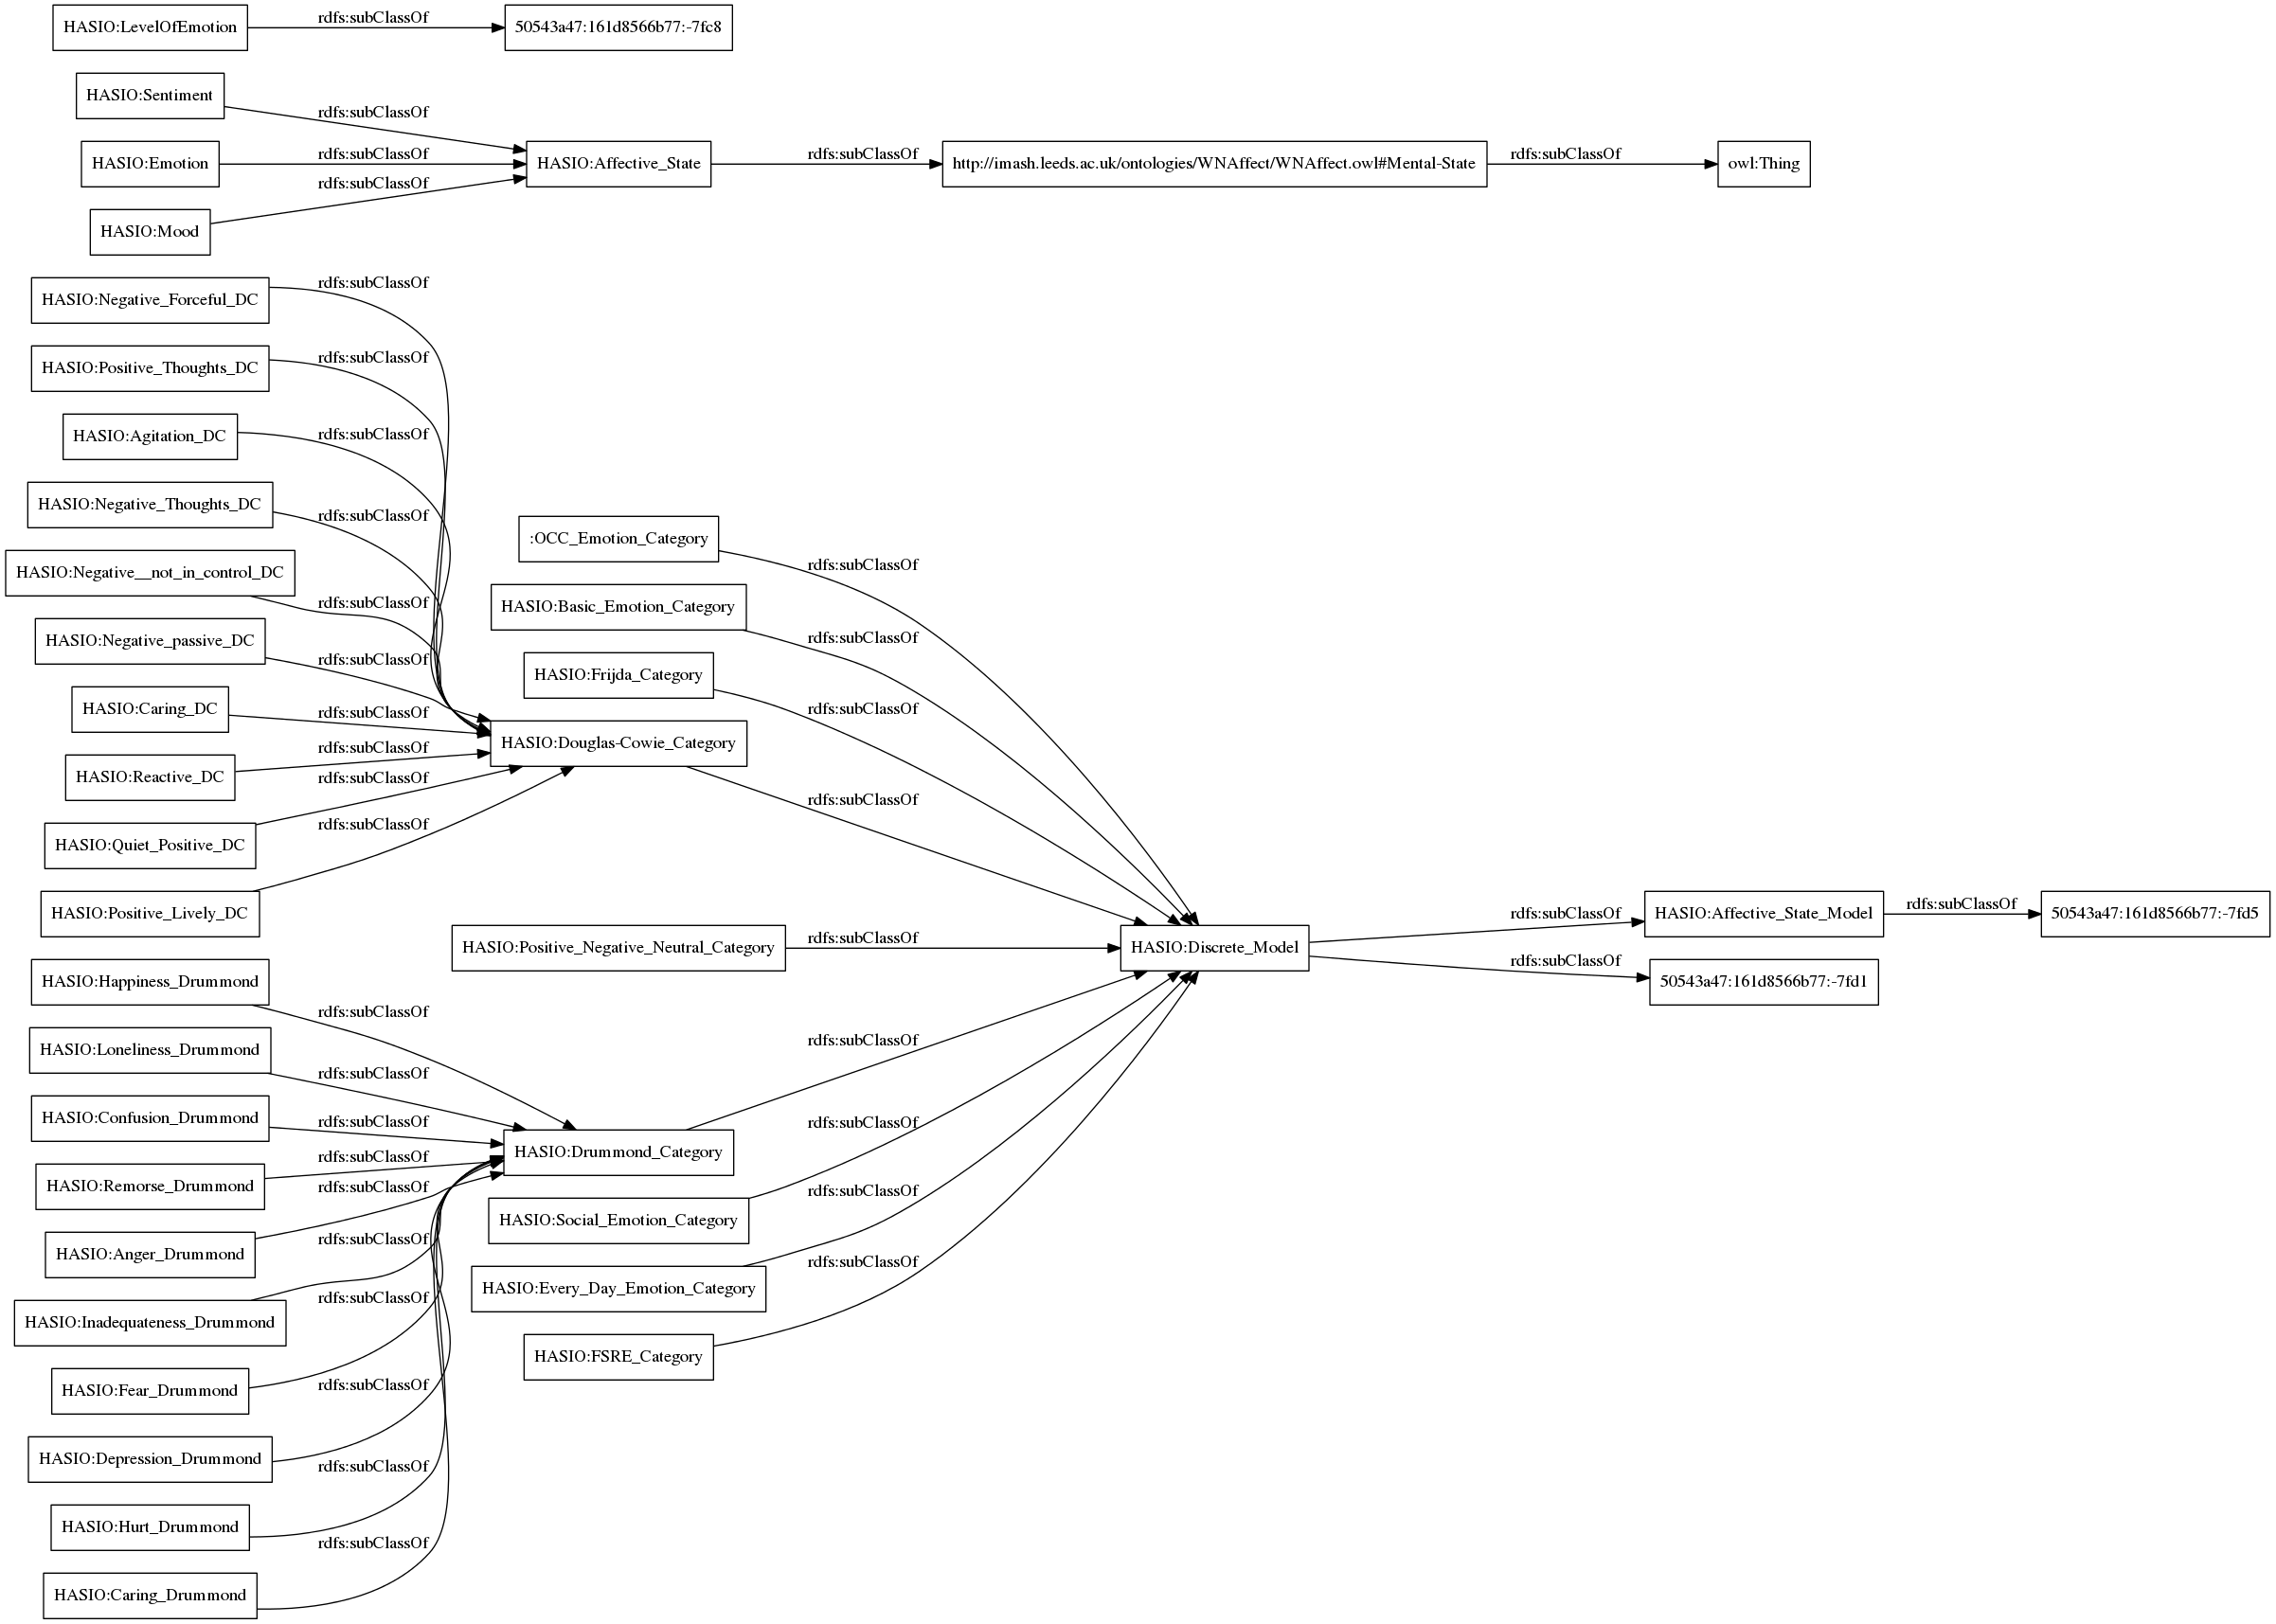 HASIO:LevelOfEmotion
rdfs:subClassOf
50543a47:161d8566b77:-7fc8
HASIO:Sentiment
rdfs:subClassOf
HASIO:Emotion
rdfs:subClassOf
HASIO:Affective_State
rdfs:subClassOf
http://imash.leeds.ac.uk/ontologies/WNAffect/WNAffect.owl#Mental-State
rdfs:subClassOf
owl:Thing
rdfs:subClassOf
HASIO:Mood
HASIO:Negative_Forceful_DC
rdfs:subClassOf
HASIO:Positive_Thoughts_DC
rdfs:subClassOf
HASIO:Agitation_DC
rdfs:subClassOf
HASIO:Negative_Thoughts_DC
rdfs:subClassOf
HASIO:Negative__not_in_control_DC
rdfs:subClassOf
HASIO:Negative_passive_DC
rdfs:subClassOf
HASIO:Caring_DC
rdfs:subClassOf
HASIO:Reactive_DC
rdfs:subClassOf
HASIO:Quiet_Positive_DC
rdfs:subClassOf
HASIO:Positive_Lively_DC
rdfs:subClassOf
:OCC_Emotion_Category
rdfs:subClassOf
HASIO:Basic_Emotion_Category
rdfs:subClassOf
HASIO:Frijda_Category
rdfs:subClassOf
HASIO:Douglas-Cowie_Category
rdfs:subClassOf
HASIO:Positive_Negative_Neutral_Category
rdfs:subClassOf
HASIO:Discrete_Model
rdfs:subClassOf
HASIO:Affective_State_Model
rdfs:subClassOf
50543a47:161d8566b77:-7fd5
rdfs:subClassOf
50543a47:161d8566b77:-7fd1
HASIO:Happiness_Drummond
rdfs:subClassOf
HASIO:Loneliness_Drummond
rdfs:subClassOf
HASIO:Confusion_Drummond
rdfs:subClassOf
HASIO:Remorse_Drummond
rdfs:subClassOf
HASIO:Anger_Drummond
rdfs:subClassOf
HASIO:Inadequateness_Drummond
rdfs:subClassOf
HASIO:Fear_Drummond
rdfs:subClassOf
HASIO:Depression_Drummond
rdfs:subClassOf
HASIO:Hurt_Drummond
rdfs:subClassOf
HASIO:Caring_Drummond
rdfs:subClassOf
HASIO:Drummond_Category
rdfs:subClassOf
HASIO:Social_Emotion_Category
rdfs:subClassOf
HASIO:Every_Day_Emotion_Category
rdfs:subClassOf
HASIO:FSRE_Category
rdfs:subClassOf